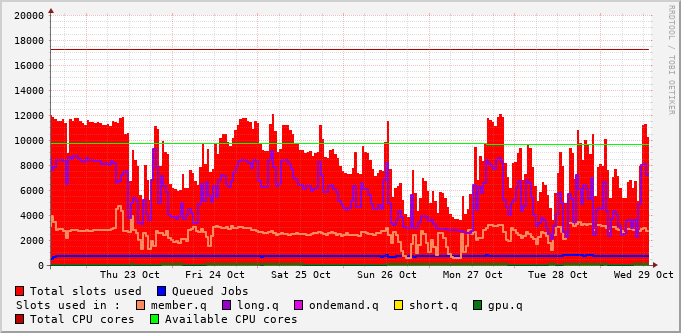 20000
18000
16000
14000
12000
10000
8000
6000
4000
2000
0
Thu 23 Oct Fri 24 Oct Sat 25 Oct Sun 26 Oct Mon 27 Oct Tue 28 Oct Wed 29 Oct
Total slots used Queued Jobs
Slots used in : member.q long.q ondemand.q short.q gpu.q
Total CPU cores Available CPU cores
RRDTOOL / TOBI OETIKER